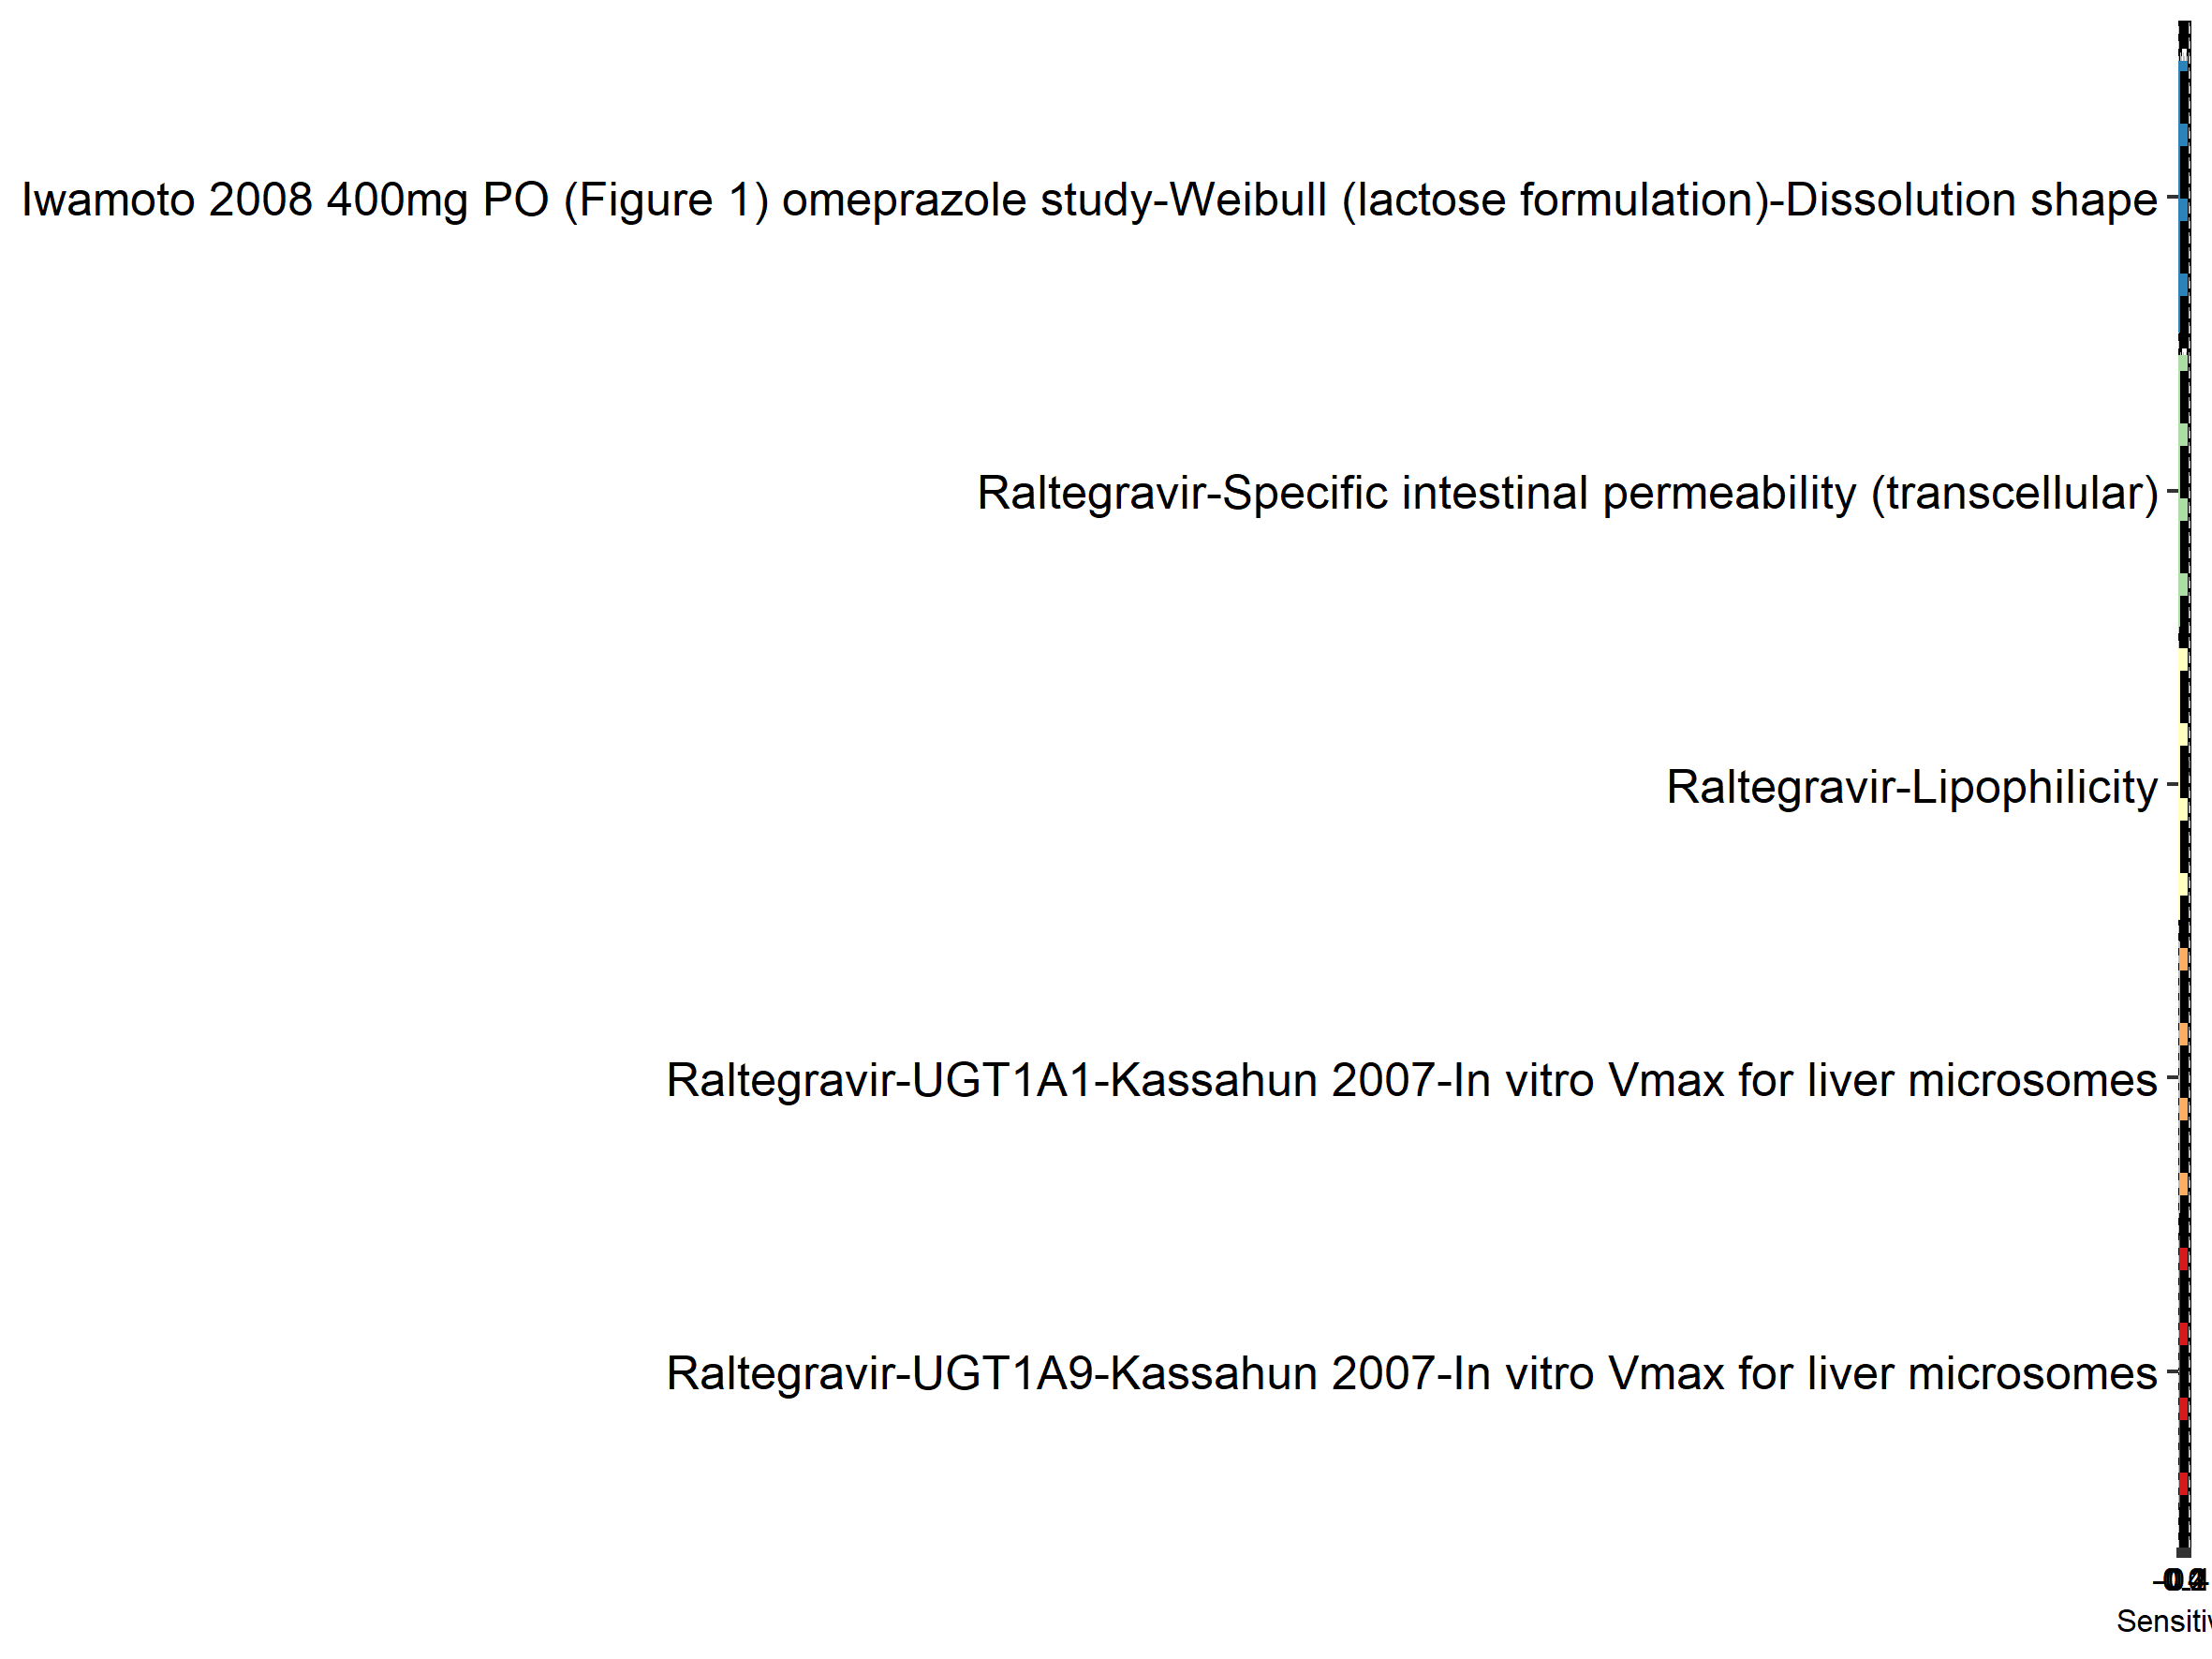 Iwamoto 2008 400mg PO (Figure 1) omeprazole study-Weibull (lactose formulation)-Dissolution shape
Raltegravir-Specific intestinal permeability (transcellular)
Raltegravir-Lipophilicity
Raltegravir-UGT1A1-Kassahun 2007-In vitro Vmax for liver microsomes
Raltegravir-UGT1A9-Kassahun 2007-In vitro Vmax for liver microsomes